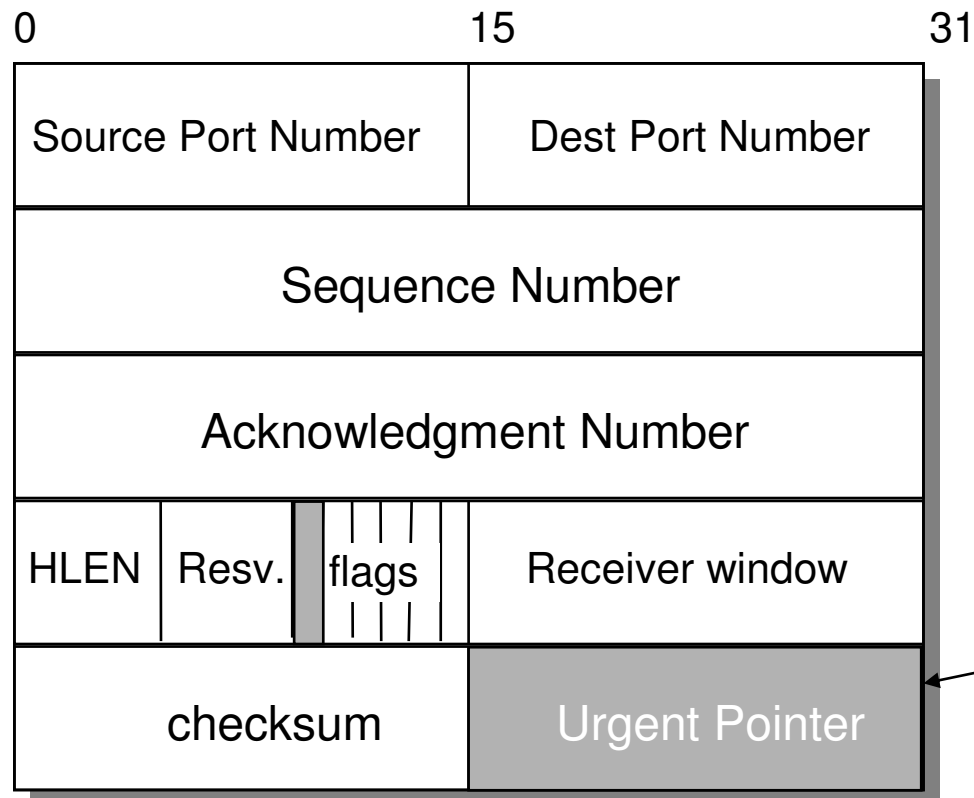 0 15 31
Source Port Number Dest Port Number
Sequence Number
Acknowledgment Number
HLEN Resv. flags Receiver window
checksum Urgent Pointer